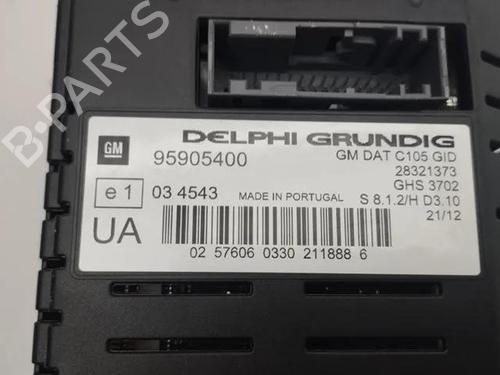 DELPHI GRUNDIG
GM
95905400
GM DAT C105 GID
28321373
GHS 3702
e1
03 4543
MADE IN PORTUGAL
S 8.1.2/H D3.10
21/12
UA
02 57606 0330 211888 6
B-PARTS